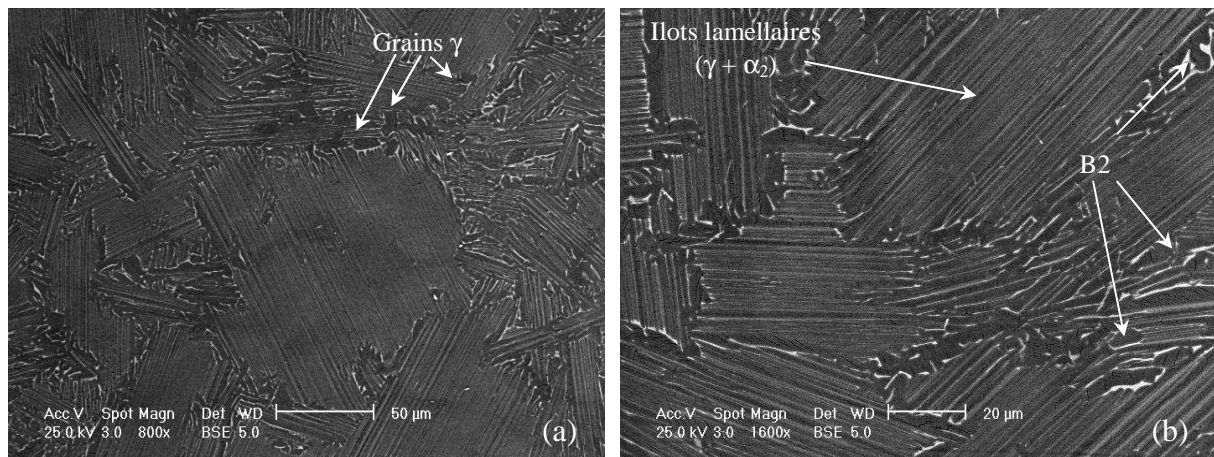 Grains γ
Acc.V Spot Magn Det WD
25.0 kV 3.0 800x BSE 5.0
50 µm
(a)
Ilots lamellaires
(γ + α₂)
B2
Acc.V Spot Magn Det WD
25.0 kV 3.0 1600x BSE 5.0
20 µm
(b)